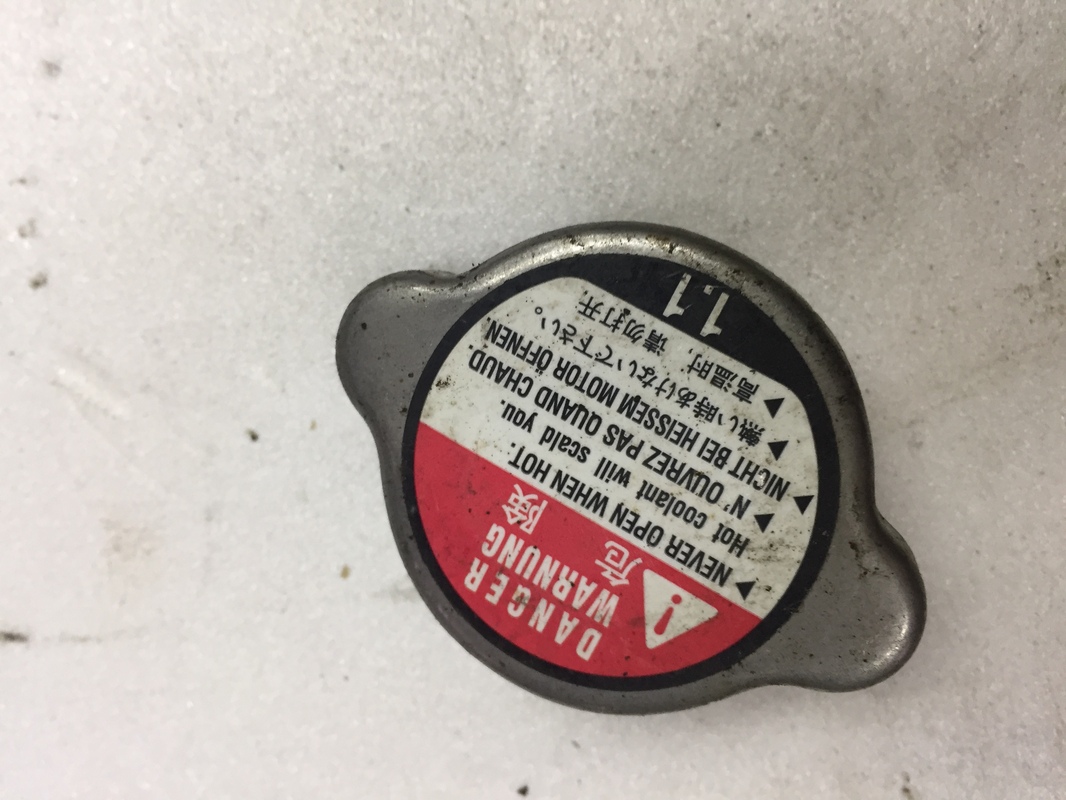 DANGER
WARNUNG
危険
▶ NEVER OPEN WHEN HOT.
Hot coolant will scald you.
▶ N' OUVREZ PAS QUAND CHAUD.
▶ NICHT BEI HEISSEM MOTOR ÖFFNEN.
▶ 熱い時あけないで下さい。
▶ 高温时,请勿打开.
1.1